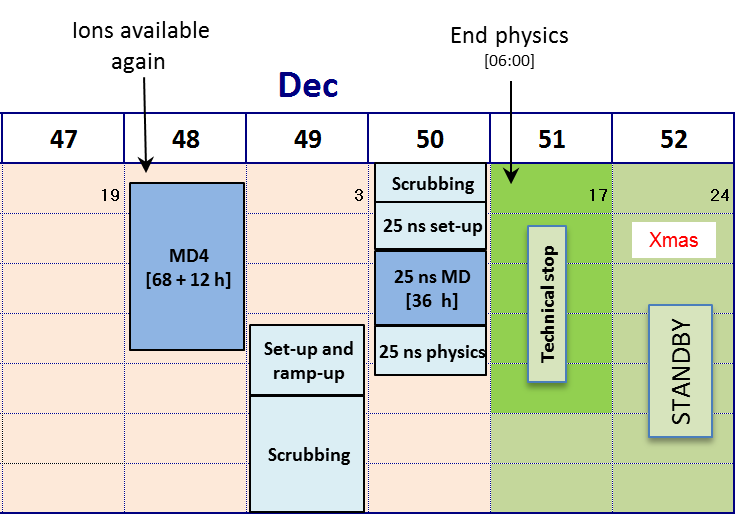 Ions available
again
End physics
[06:00]
Dec
47
48
49
50
51
52
19
3
17
24
MD4
[68 + 12 h]
Set-up and
ramp-up
Scrubbing
Scrubbing
25 ns set-up
25 ns MD
[36  h]
25 ns physics
Technical stop
Xmas
STANDBY